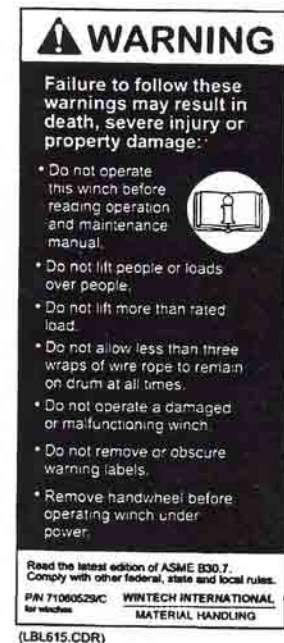 WARNING
Failure to follow these
warnings may result in
death, severe injury or
property damage:
• Do not operate
this winch before
reading operation
and maintenance
manual.
• Do not lift people or loads
over people.
• Do not lift more than rated
load.
• Do not allow less than three
wraps of wire rope to remain
on drum at all times.
• Do not operate a damaged
or malfunctioning winch.
• Do not remove or obscure
warning labels.
• Remove handwheel before
operating winch under
power.
Read the latest edition of ASME B30.7.
Comply with other federal, state and local rules.
P/N 71060529/C WINTECH INTERNATIONAL
for winches MATERIAL HANDLING
(LBL615.CDR)